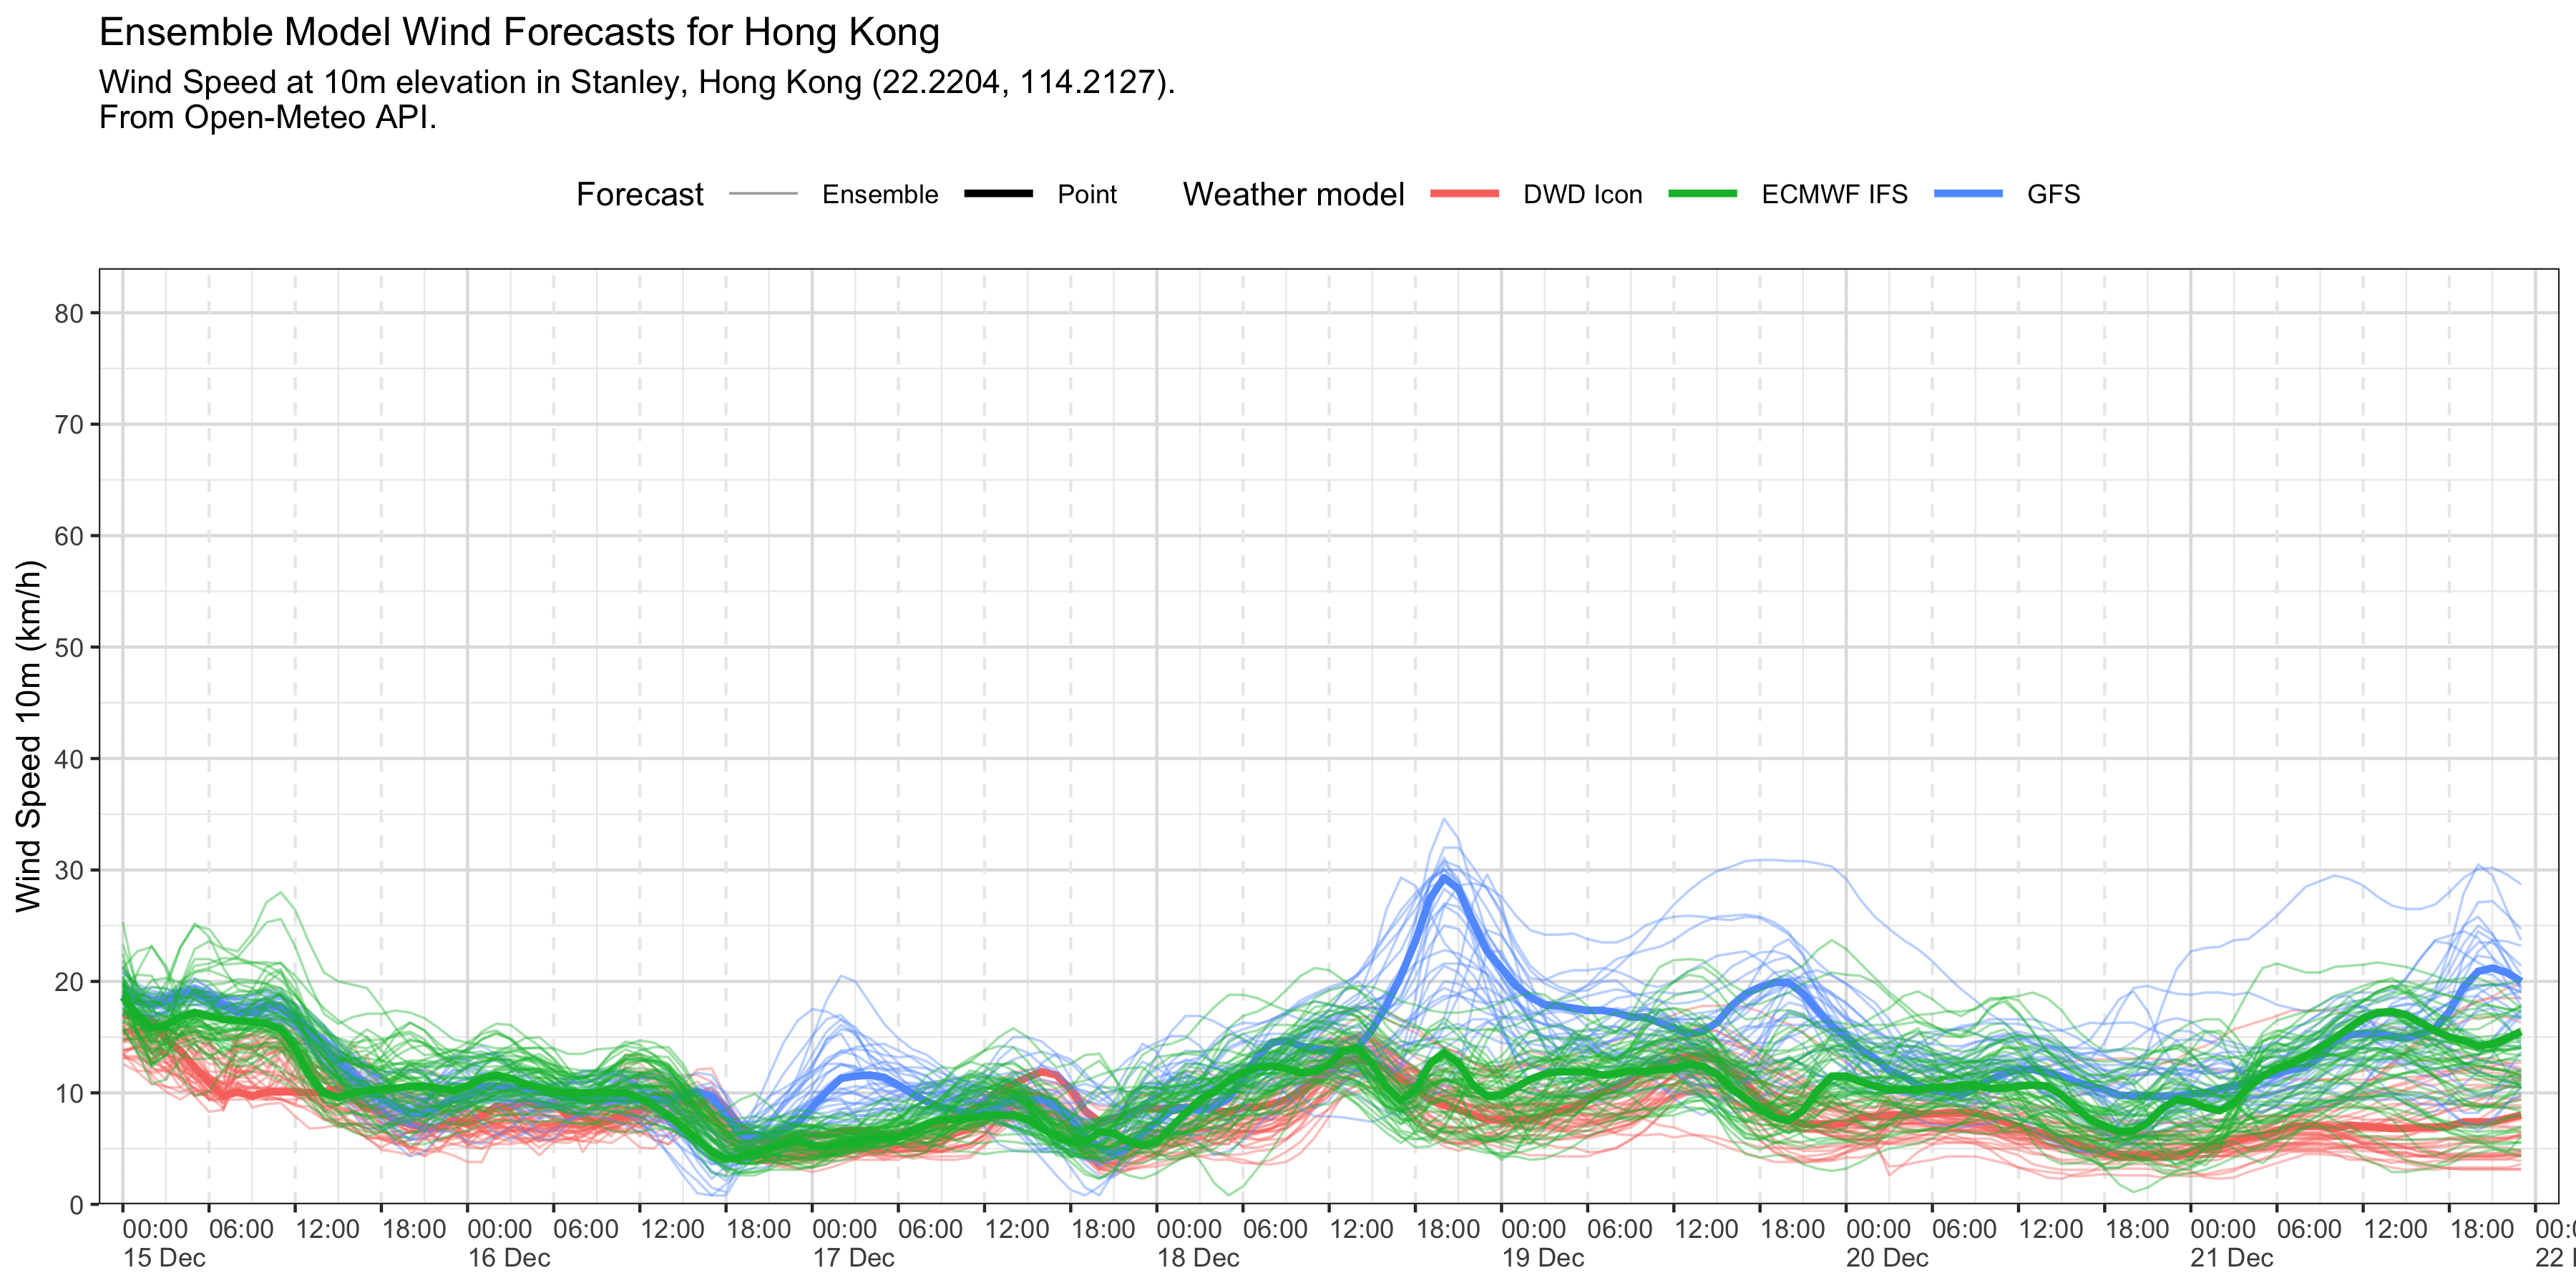 Ensemble Model Wind Forecasts for Hong Kong
Wind Speed at 10m elevation in Stanley, Hong Kong (22.2204, 114.2127).
From Open-Meteo API.
Forecast Ensemble Point Weather model DWD Icon ECMWF IFS GFS
80
70
60
50
40
30
20
10
0
Wind Speed 10m (km/h)
00:00 06:00 12:00 18:00 00:00 06:00 12:00 18:00 00:00 06:00 12:00 18:00 00:00 06:00 12:00 18:00 00:00 06:00 12:00 18:00 00:00 06:00 12:00 18:00 00:00 06:00 12:00 18:00 00:0
15 Dec 16 Dec 17 Dec 18 Dec 19 Dec 20 Dec 21 Dec 22